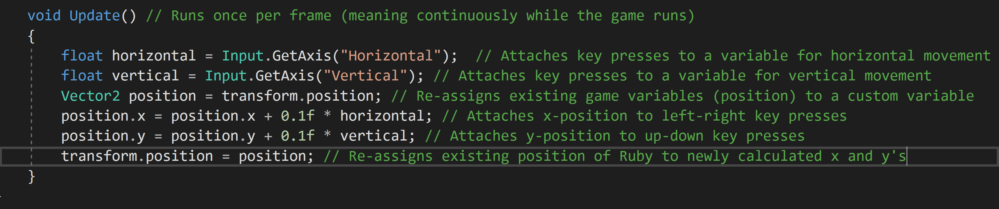 void Update() // Runs once per frame (meaning continuously while the game runs)
{
float horizontal = Input.GetAxis("Horizontal");  // Attaches key presses to a variable for horizontal movement
float vertical = Input.GetAxis("Vertical"); // Attaches key presses to a variable for vertical movement
Vector2 position = transform.position; // Re-assigns existing game variables (position) to a custom variable
position.x = position.x + 0.1f * horizontal; // Attaches x-position to left-right key presses
position.y = position.y + 0.1f * vertical; // Attaches y-position to up-down key presses
transform.position = position; // Re-assigns existing position of Ruby to newly calculated x and y's
}